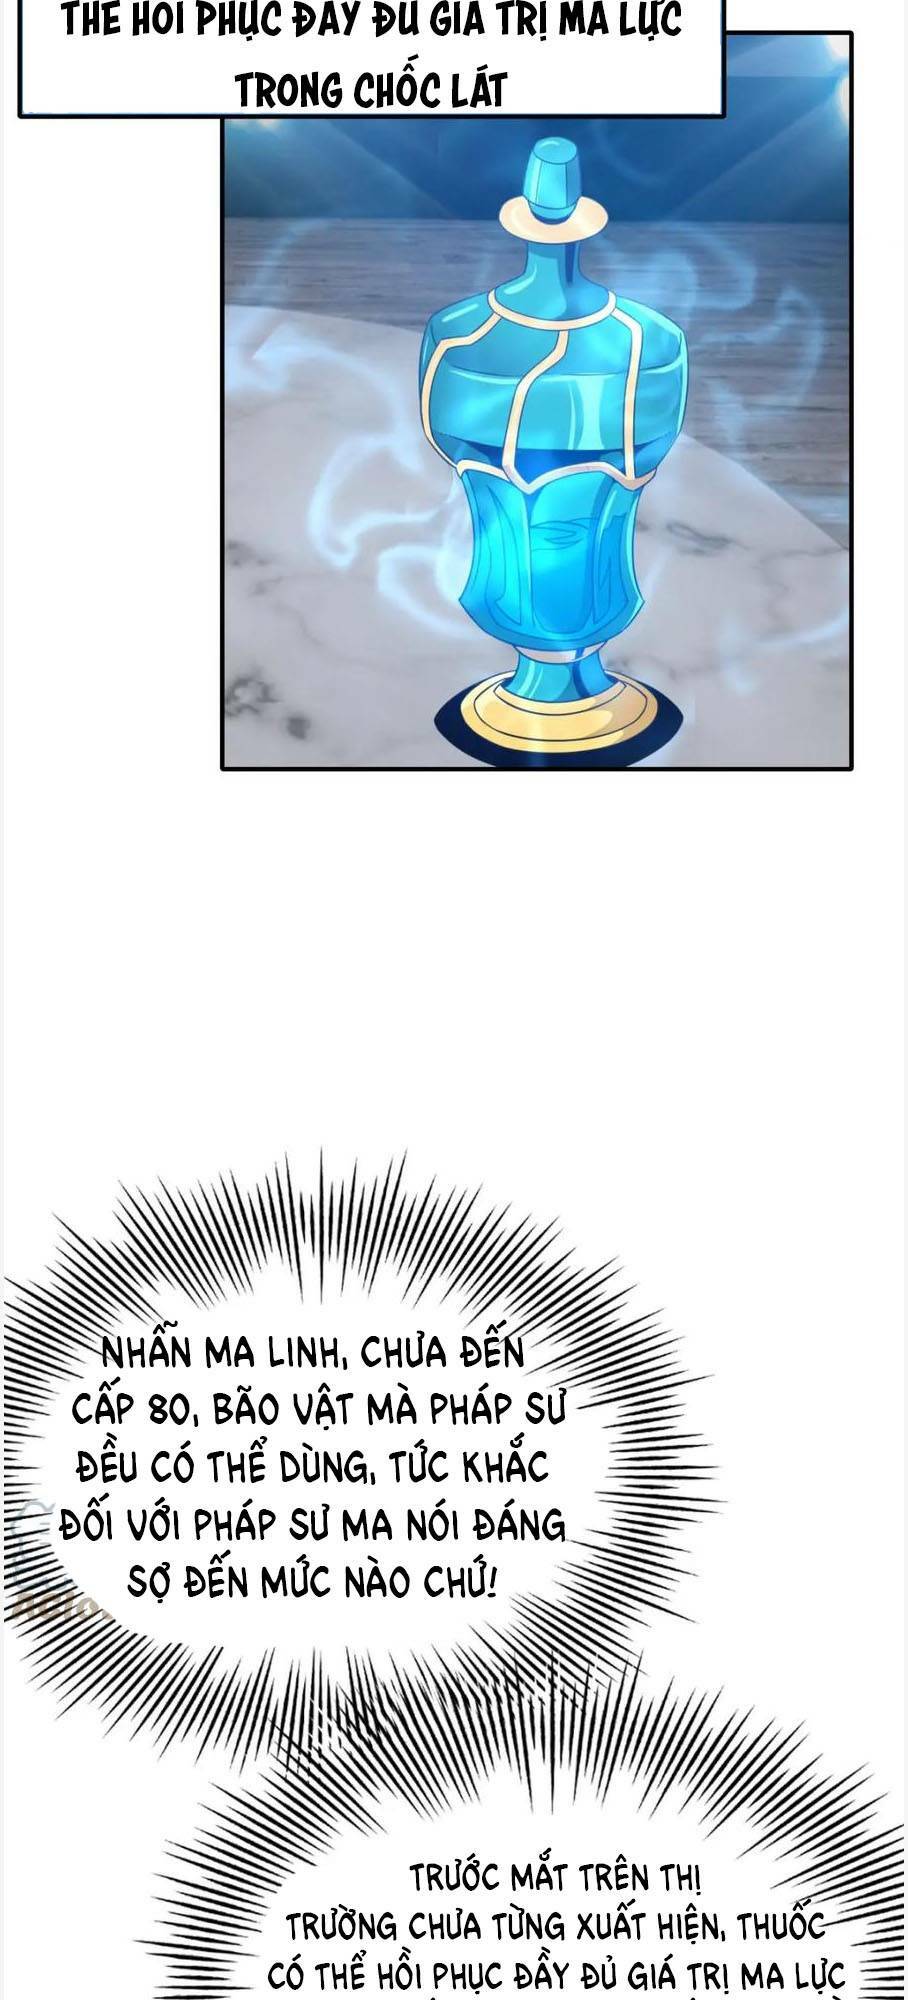 THỂ HỒI PHỤC ĐẦY ĐỦ GIÁ TRỊ MA LỰC
TRONG CHỐC LÁT
NHẪN MA LINH, CHƯA ĐẾN
CẤP 80, BÃO VẬT MÀ PHÁP SƯ
ĐỀU CÓ THỂ DÙNG, TỨC KHẮC
ĐỐI VỚI PHÁP SƯ MA NÓI ĐÁNG
SỢ ĐẾN MỨC NÀO CHỨ!
TRƯỚC MẮT TRÊN THỊ
TRƯỜNG CHƯA TỪNG XUẤT HIỆN, THUỐC
CÓ THỂ HỒI PHỤC ĐẦY ĐỦ GIÁ TRỊ MA LỰC